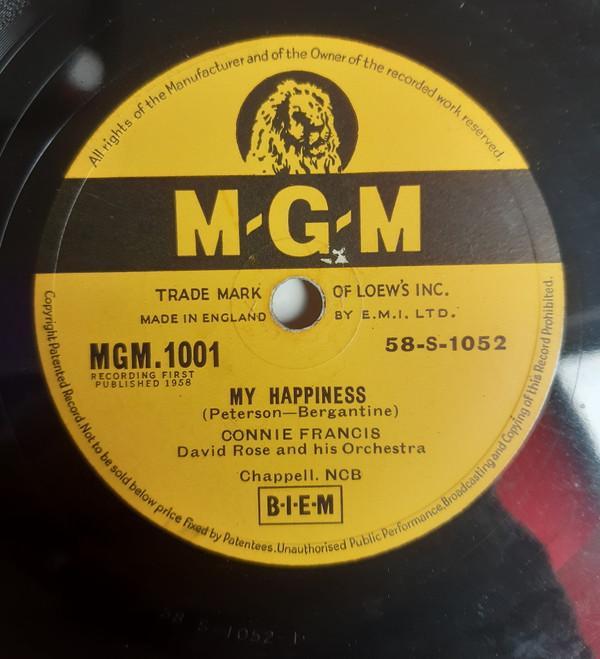 All rights of the Manufacturer and of the Owner of the recorded work reserved.
M-G-M
TRADE MARK OF LOEW'S INC.
MADE IN ENGLAND BY E.M.I. LTD.
MGM.1001 58-S-1052
RECORDING FIRST
PUBLISHED 1958
MY HAPPINESS
(Peterson—Bergantine)
CONNIE FRANCIS
David Rose and his Orchestra
Chappell. NCB
B·I·E·M
Copyright Patented Record. Not to be sold below price fixed by Patentees. Unauthorised Public Performance, Broadcasting and Copying of this Record Prohibited.
58 S 1052-1